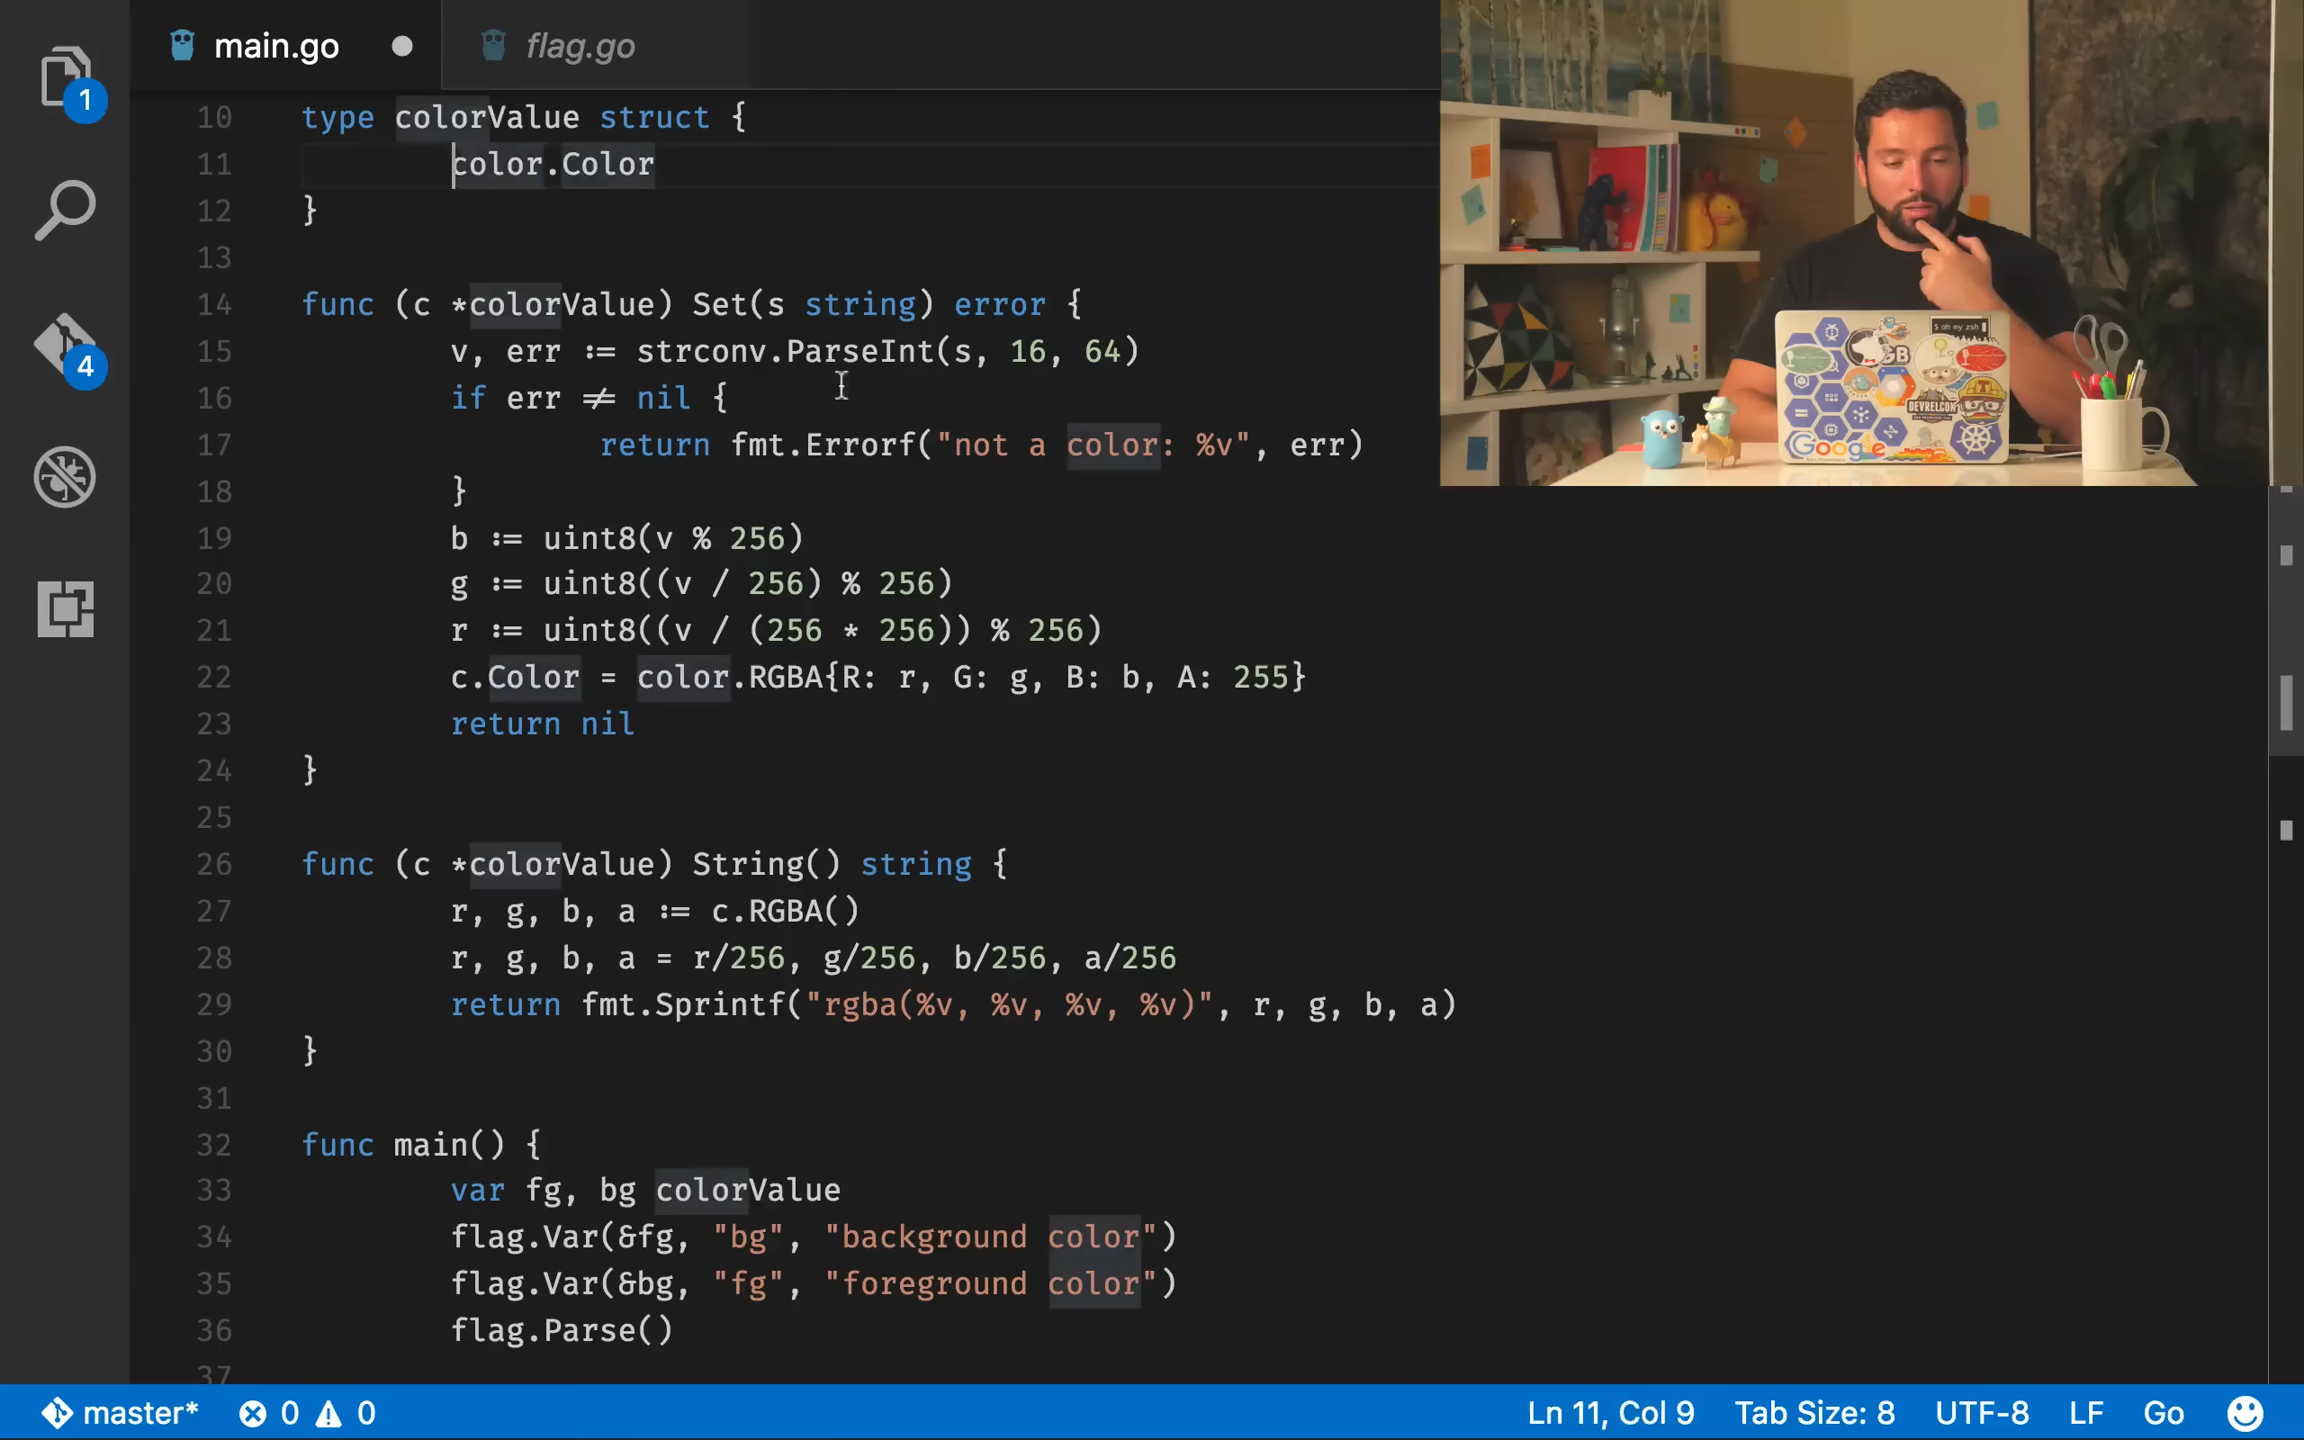 main.go
flag.go
1
4
10 type colorValue struct {
11 color.Color
12 }
13
14 func (c *colorValue) Set(s string) error {
15 v, err := strconv.ParseInt(s, 16, 64)
16 if err ≠ nil {
17 return fmt.Errorf("not a color: %v", err)
18 }
19 b := uint8(v % 256)
20 g := uint8((v / 256) % 256)
21 r := uint8((v / (256 * 256)) % 256)
22 c.Color = color.RGBA{R: r, G: g, B: b, A: 255}
23 return nil
24 }
25
26 func (c *colorValue) String() string {
27 r, g, b, a := c.RGBA()
28 r, g, b, a = r/256, g/256, b/256, a/256
29 return fmt.Sprintf("rgba(%v, %v, %v, %v)", r, g, b, a)
30 }
31
32 func main() {
33 var fg, bg colorValue
34 flag.Var(&fg, "bg", "background color")
35 flag.Var(&bg, "fg", "foreground color")
36 flag.Parse()
37
$ oh my zsh
GB
DEVRELCON
Google
master* 0 0
Ln 11, Col 9 Tab Size: 8 UTF-8 LF Go